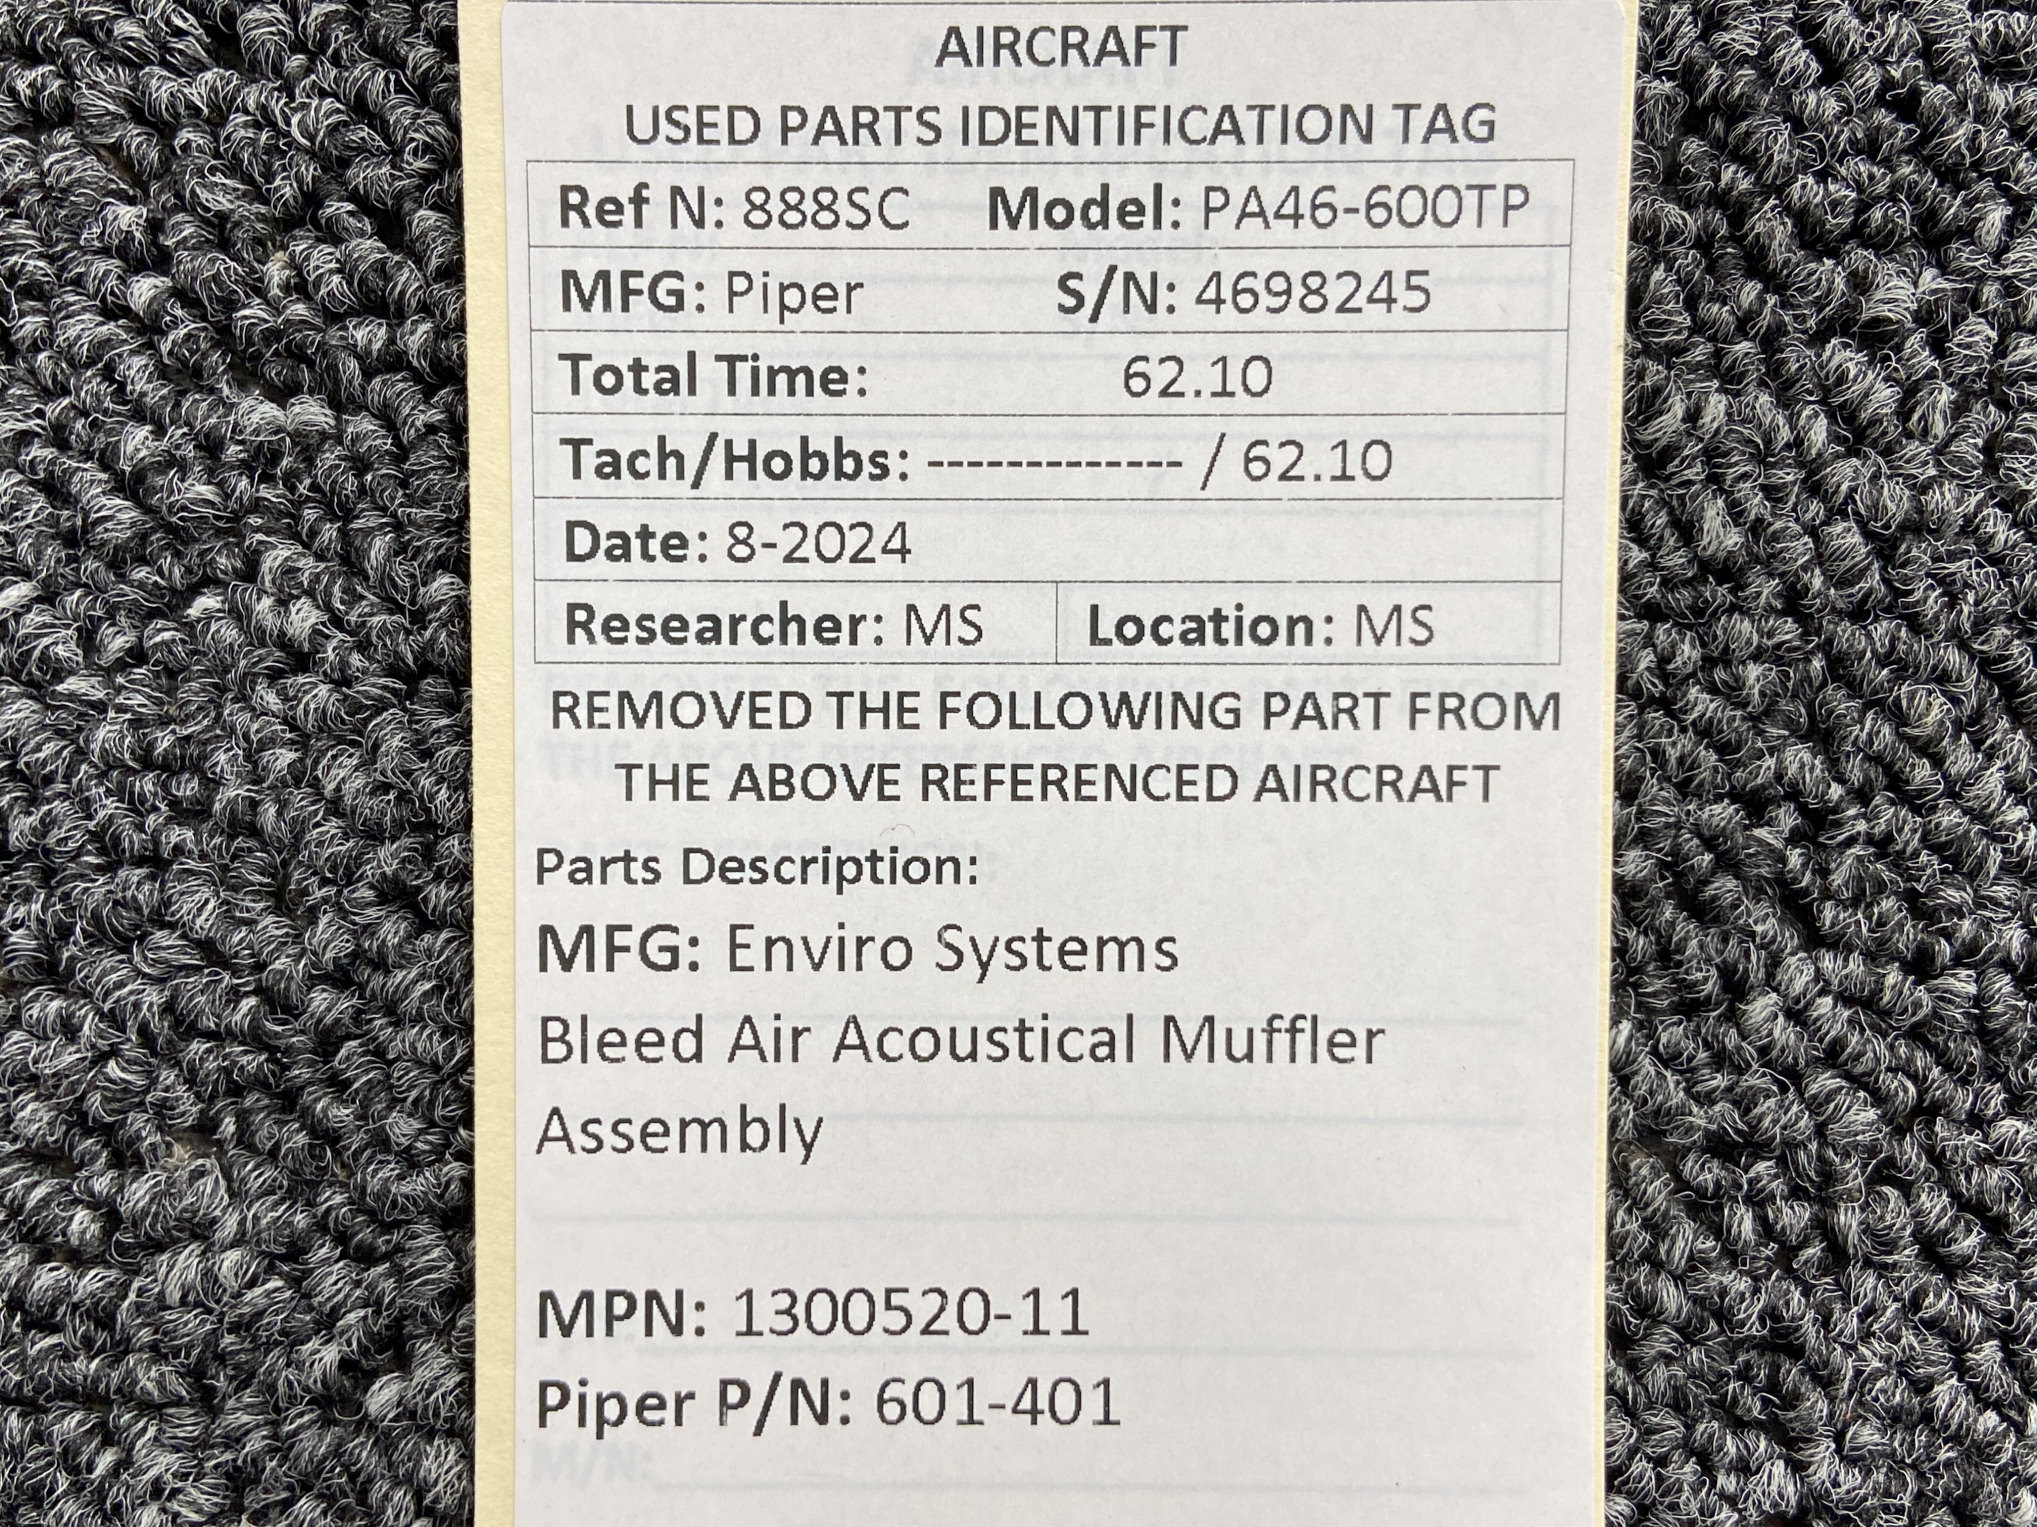 AIRCRAFT
USED PARTS IDENTIFICATION TAG
Ref N: 888SC Model: PA46-600TP
MFG: Piper S/N: 4698245
Total Time: 62.10
Tach/Hobbs: ------------- / 62.10
Date: 8-2024
Researcher: MS Location: MS
REMOVED THE FOLLOWING PART FROM
THE ABOVE REFERENCED AIRCRAFT
Parts Description:
MFG: Enviro Systems
Bleed Air Acoustical Muffler
Assembly
MPN: 1300520-11
Piper P/N: 601-401
M/N: